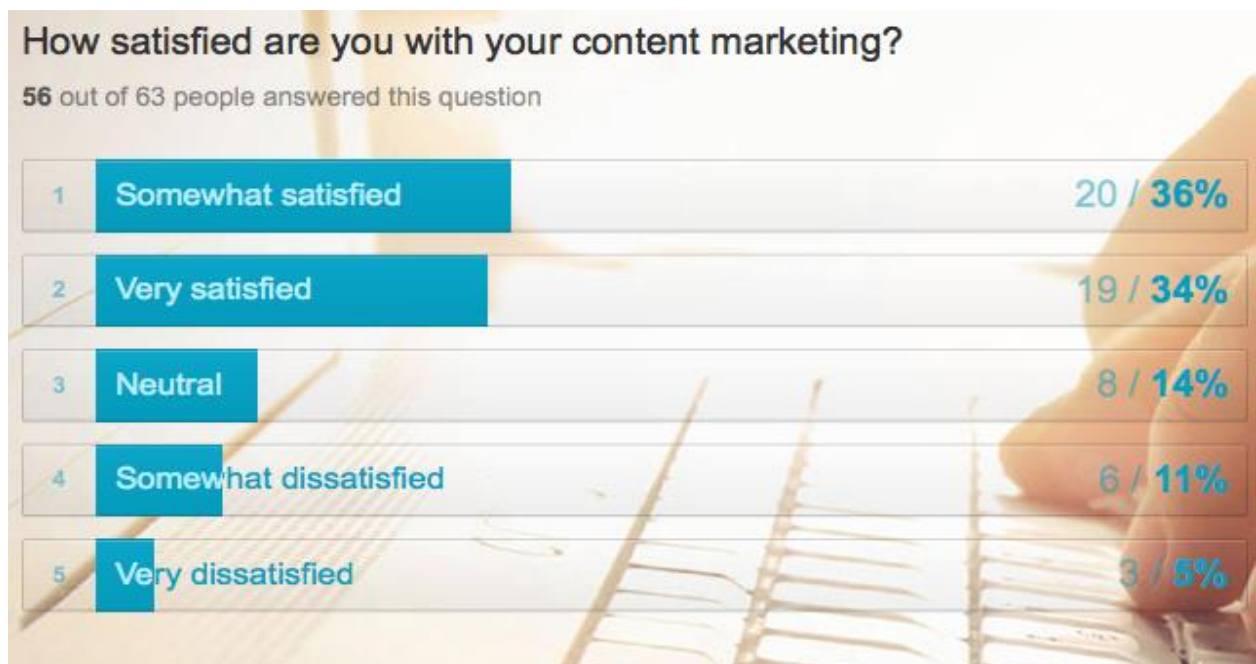 How satisfied are you with your content marketing?
56 out of 63 people answered this question
1 Somewhat satisfied 20 / 36%
2 Very satisfied 19 / 34%
3 Neutral 8 / 14%
4 Somewhat dissatisfied 6 / 11%
5 Very dissatisfied 3 / 5%